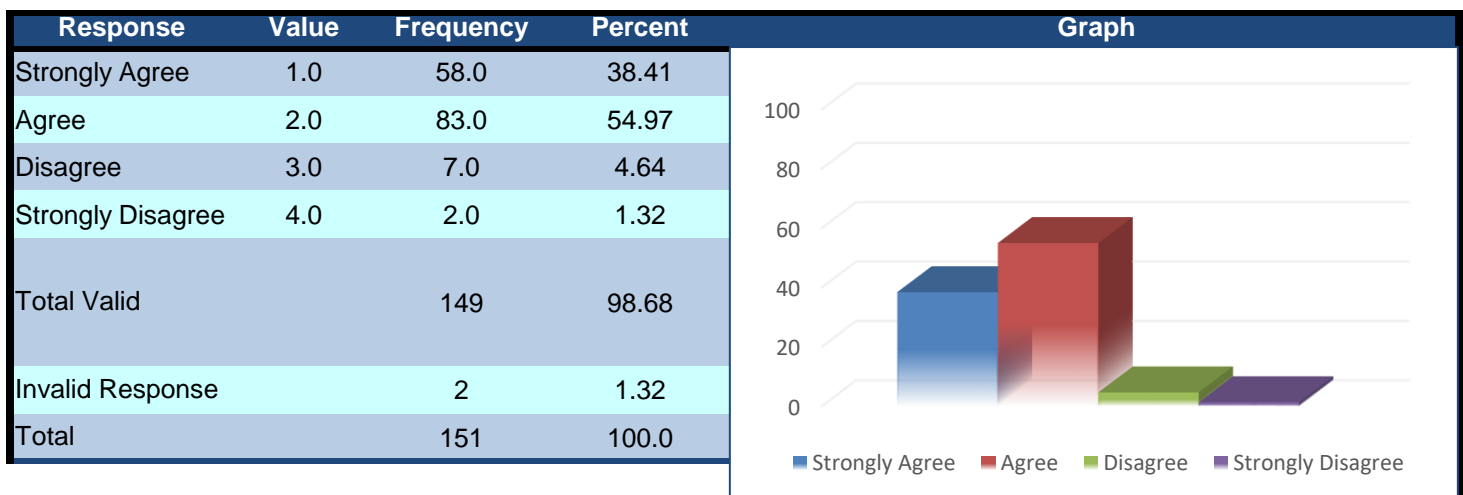 Response Value Frequency Percent Graph
Strongly Agree 1.0 58.0 38.41
Agree 2.0 83.0 54.97
Disagree 3.0 7.0 4.64
Strongly Disagree 4.0 2.0 1.32
Total Valid 149 98.68
Invalid Response 2 1.32
Total 151 100.0
100
80
60
40
20
0
Strongly Agree Agree Disagree Strongly Disagree